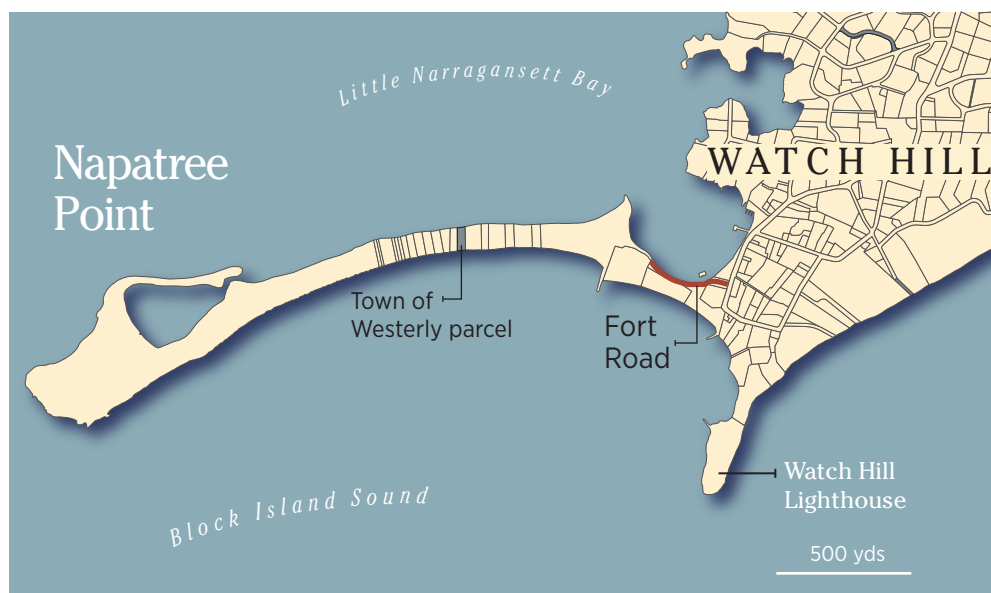 Little Narragansett Bay
Napatree
Point
WATCH HILL
Town of
Westerly parcel
Fort
Road
Watch Hill
Lighthouse
Block Island Sound
500 yds